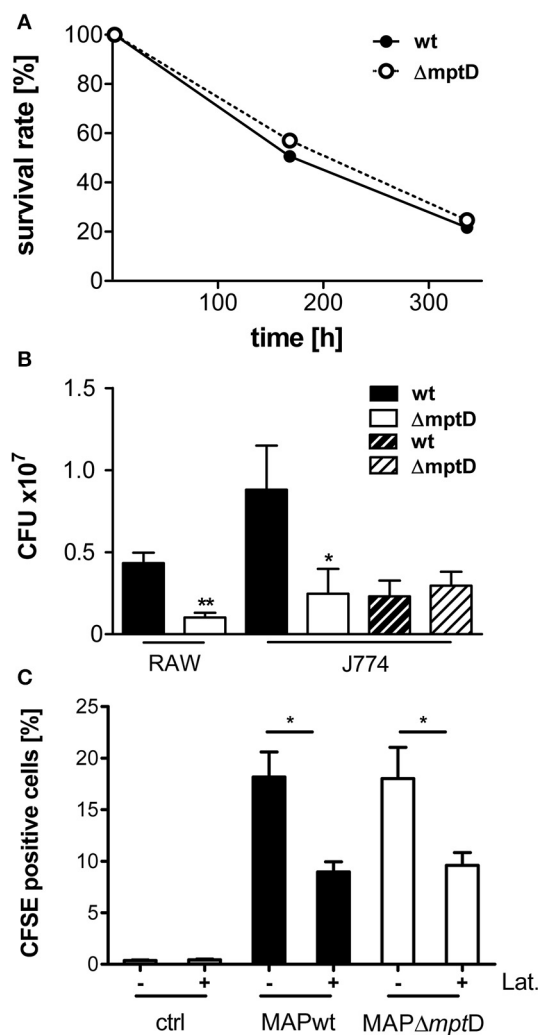 A
survival rate [%]
100
80
60
40
20
0
100 200 300
time [h]
wt
ΔmptD
B
CFU x10⁷
1.5
1.0
0.5
0
wt
ΔmptD
wt
ΔmptD
**
*
RAW J774
C
CFSE positive cells [%]
25
20
15
10
5
0
* *
- + - + - + Lat.
ctrl MAPwt MAPΔmptD